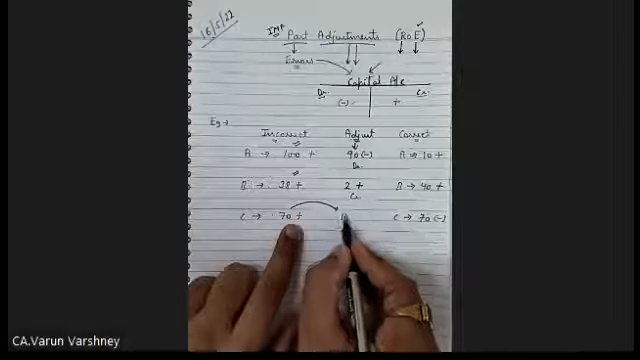 16/5/22
IMP Past Adjustments (RoE)
Errors
Capital A/c
Dr. Cr.
(-) +
Eg →
Incorrect Adjust Correct
A → 100 + 90 (-) A → 10 +
Dr.
B → 38 + 2 + B → 40 +
Cr.
C → 70 + C → 70 (-)
CA.Varun Varshney